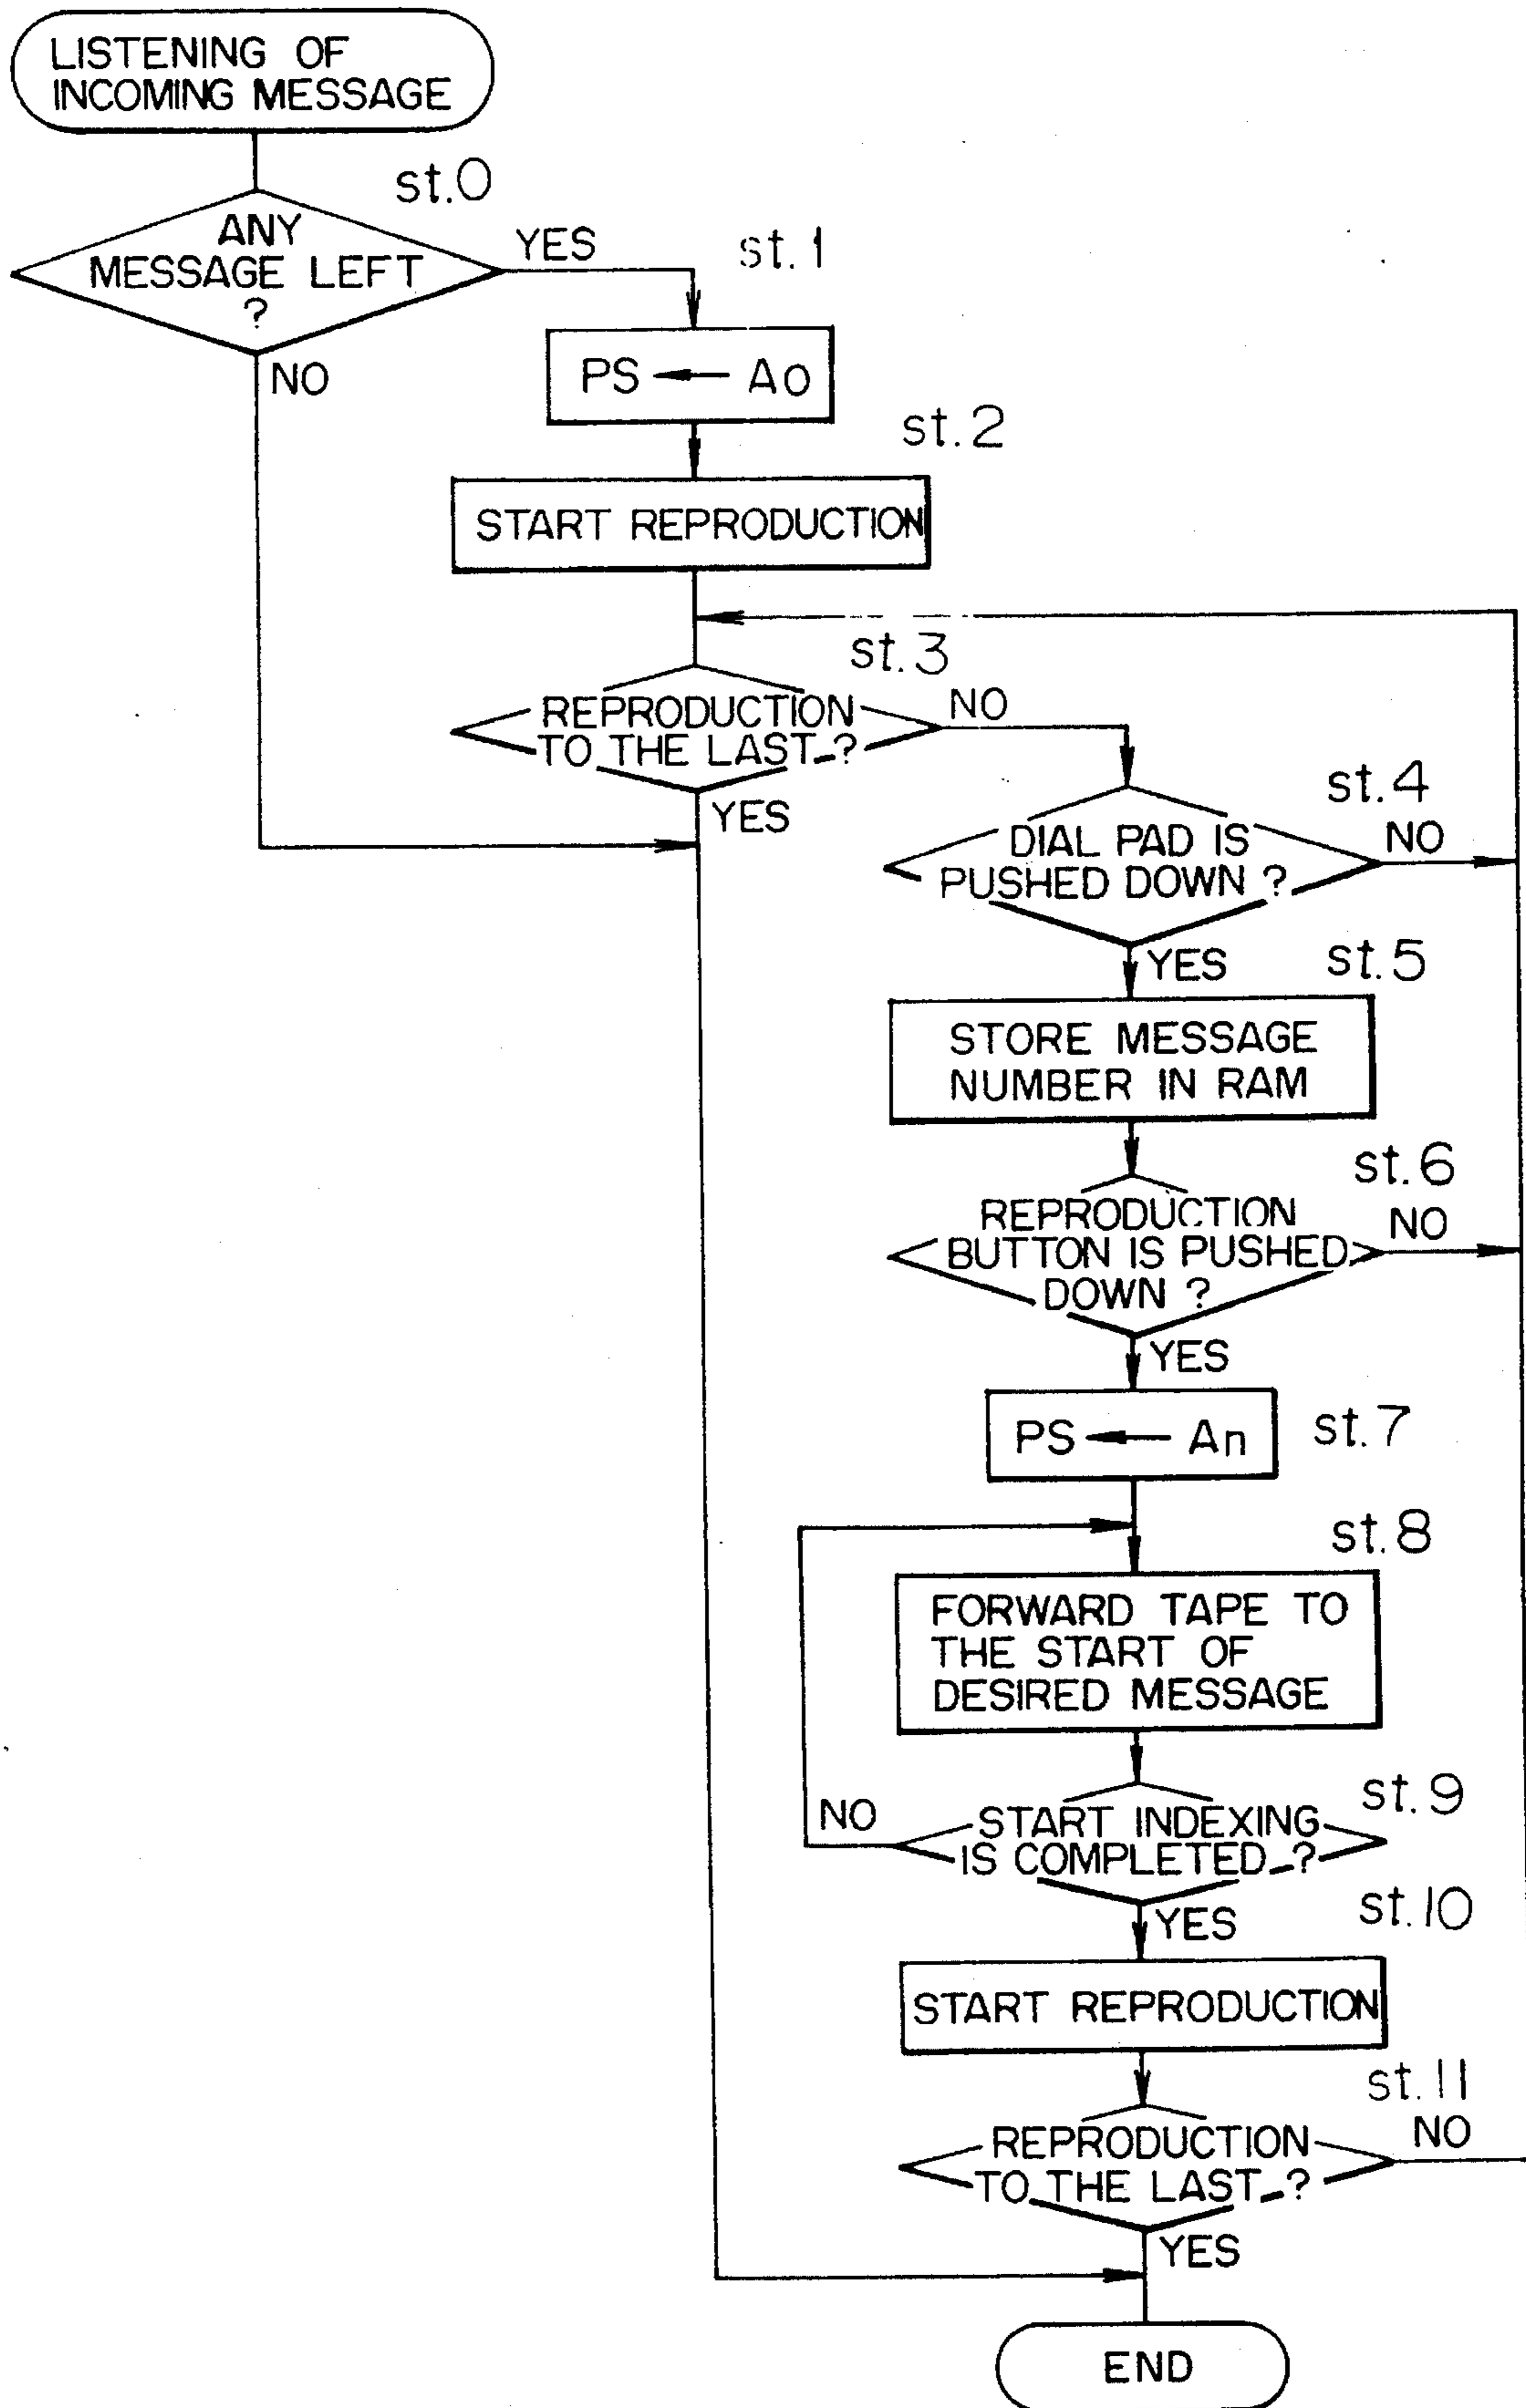 LISTENING OF
INCOMING MESSAGE
st.0
ANY
MESSAGE LEFT
?
YES
NO
st.1
PS ← Ao
st.2
START REPRODUCTION
st.3
REPRODUCTION
TO THE LAST ?
NO
YES
st.4
DIAL PAD IS
PUSHED DOWN ?
NO
YES
st.5
STORE MESSAGE
NUMBER IN RAM
st.6
REPRODUCTION
BUTTON IS PUSHED
DOWN ?
NO
YES
PS ← An
st.7
st.8
FORWARD TAPE TO
THE START OF
DESIRED MESSAGE
st.9
NO
START INDEXING
IS COMPLETED ?
YES
st.10
START REPRODUCTION
st.11
REPRODUCTION
TO THE LAST ?
NO
YES
END